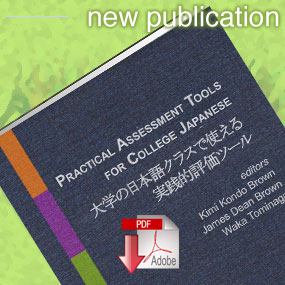 new publication
PRACTICAL ASSESSMENT TOOLS
FOR COLLEGE JAPANESE
大学の日本語クラスで使える
実践的評価ツール
editors
Kimi Kondo Brown
James Dean Brown
Waka Tominaga
PDF
Adobe